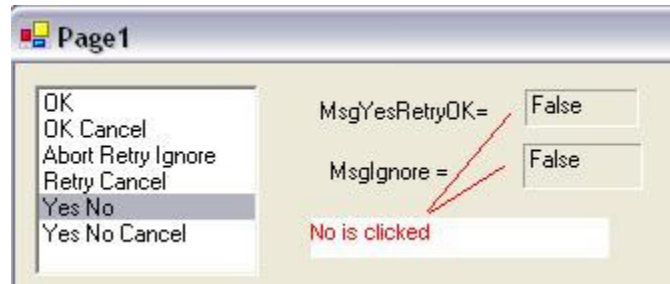 Page1
OK
OK Cancel
Abort Retry Ignore
Retry Cancel
Yes No
Yes No Cancel
MsgYesRetryOK= False
MsgIgnore = False
No is clicked